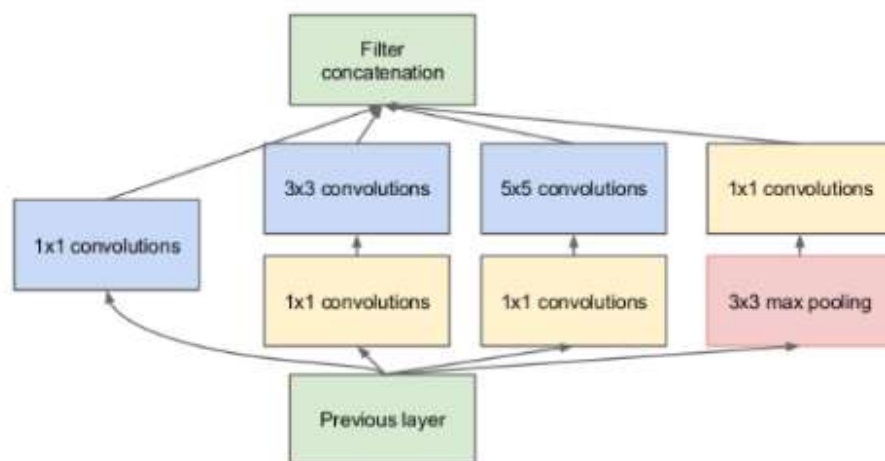 Filter
concatenation
3x3 convolutions
5x5 convolutions
1x1 convolutions
1x1 convolutions
1x1 convolutions
1x1 convolutions
3x3 max pooling
Previous layer